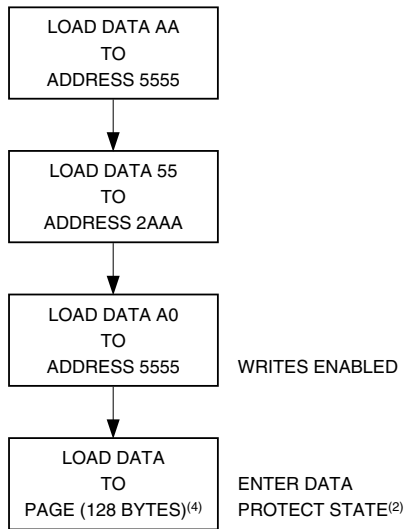 LOAD DATA AA
TO
ADDRESS 5555
LOAD DATA 55
TO
ADDRESS 2AAA
LOAD DATA A0
TO
ADDRESS 5555
WRITES ENABLED
LOAD DATA
TO
PAGE (128 BYTES)(4)
ENTER DATA
PROTECT STATE(2)